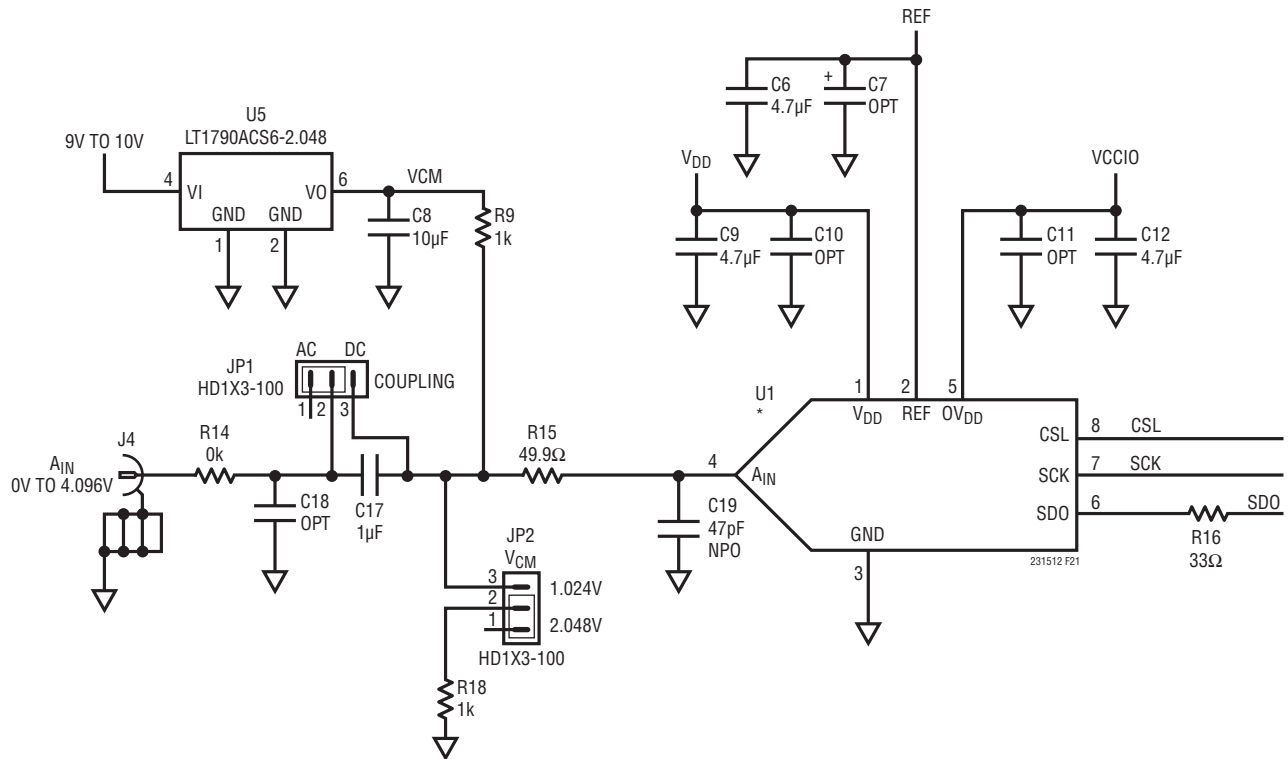 REF
C6
4.7µF
+
C7
OPT
U5
LT1790ACS6-2.048
9V TO 10V
4
VI
VO
6
VCM
GND
GND
1
2
C8
10µF
R9
1k
VDD
VCCIO
C9
4.7µF
C10
OPT
C11
OPT
C12
4.7µF
AC
DC
JP1
HD1X3-100
COUPLING
1
2
3
U1
*
1
2
5
VDD
REF
OVDD
CSL
8
CSL
SCK
7
SCK
SDO
6
SDO
R16
33Ω
J4
AIN
0V TO 4.096V
R14
0k
C18
OPT
C17
1µF
R15
49.9Ω
4
AIN
C19
47pF
NPO
GND
3
231512 F21
JP2
VCM
3
1.024V
2
1
2.048V
HD1X3-100
R18
1k